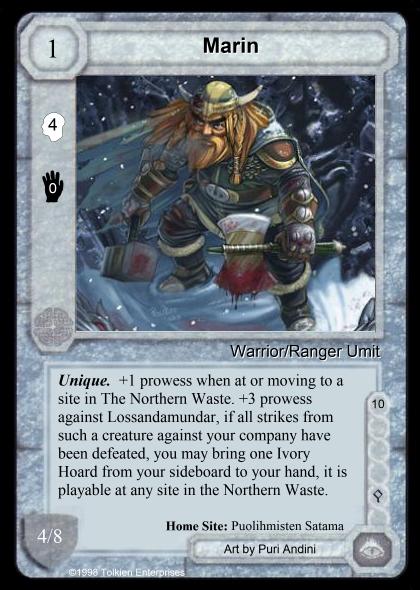 1
Marin
4
0
Warrior/Ranger Umit
Unique. +1 prowess when at or moving to a
site in The Northern Waste. +3 prowess
against Lossandamundar, if all strikes from
such a creature against your company have
been defeated, you may bring one Ivory
Hoard from your sideboard to your hand, it is
playable at any site in the Northern Waste.
10
Home Site: Puolihmisten Satama
4/8
Art by Puri Andini
©1998 Tolkien Enterprises